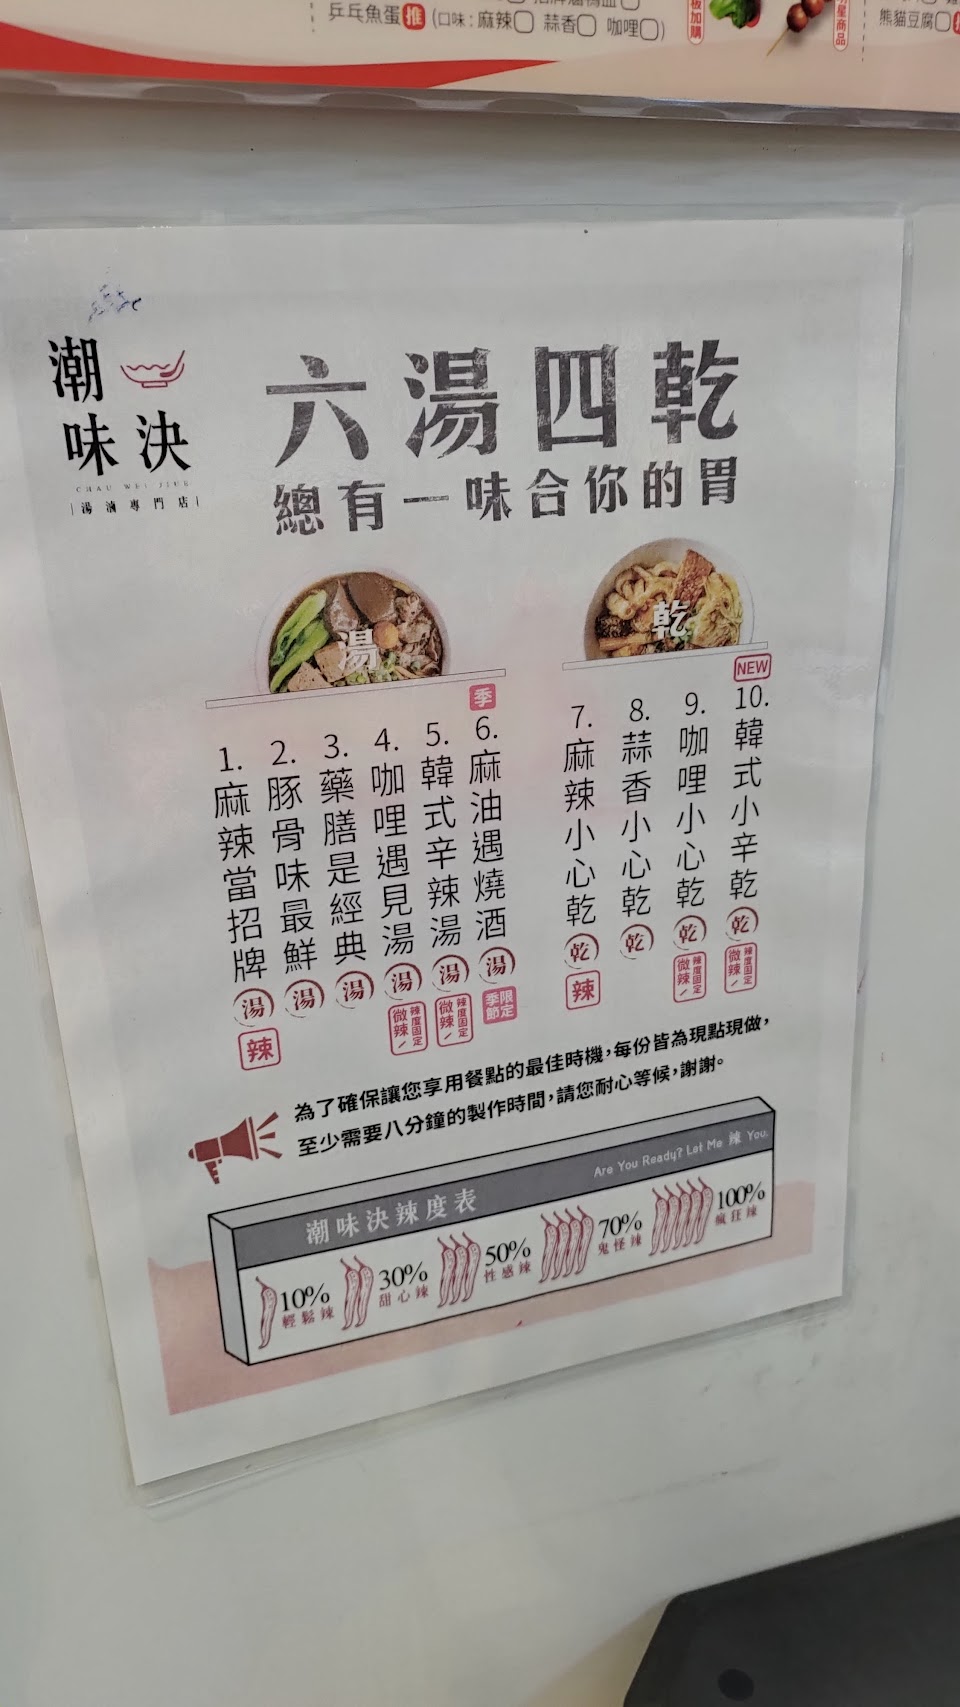 乒乓魚蛋 推 (口味：麻辣 蒜香 咖哩)
板加購
熊貓豆腐
潮味決
CHAU WEI JUE
|湯滷專門店|
六湯四乾
總有一味合你的胃
湯
1.麻辣當招牌 湯 辣
2.豚骨味最鮮 湯
3.藥膳是經典 湯
4.咖哩遇見湯 湯 微辣 辣度固定
5.韓式辛辣湯 湯 微辣 辣度固定
季 6.麻油遇燒酒 湯 季節限定
乾
7.麻辣小心乾 乾 辣
8.蒜香小心乾 乾
9.咖哩小心乾 乾 微辣 辣度固定
NEW 10.韓式小辛乾 乾 微辣 辣度固定
為了確保讓您享用餐點的最佳時機，每份皆為現點現做，
至少需要八分鐘的製作時間，請您耐心等候，謝謝。
潮味決辣度表
Are You Ready? Let Me 辣 You.
10% 輕鬆辣
30% 甜心辣
50% 性感辣
70% 鬼怪辣
100% 瘋狂辣